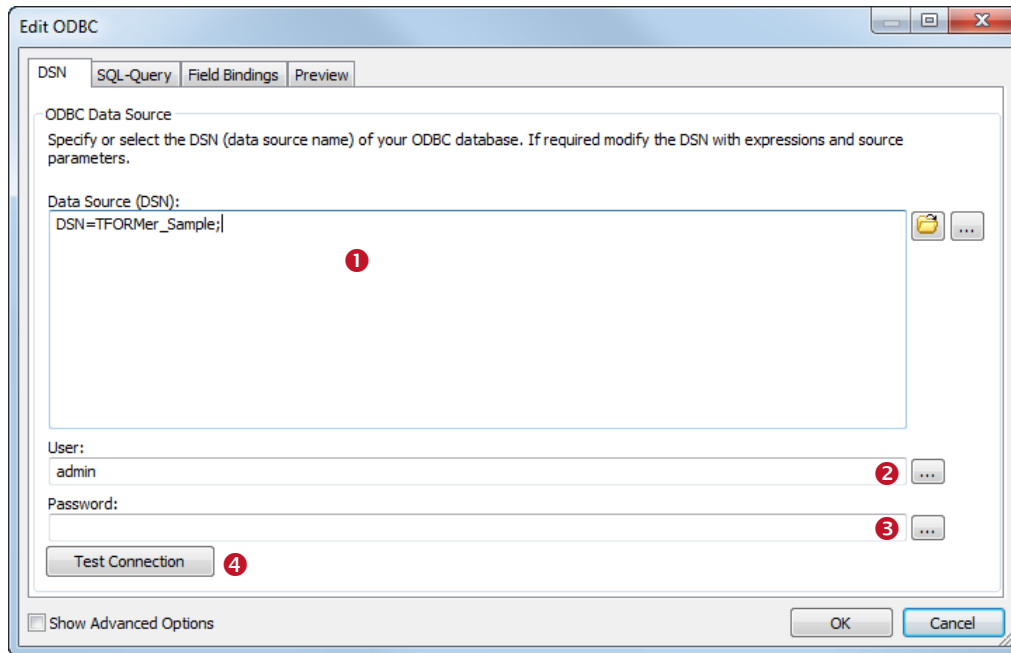 Edit ODBC
DSN SQL-Query Field Bindings Preview
ODBC Data Source
Specify or select the DSN (data source name) of your ODBC database. If required modify the DSN with expressions and source
parameters.
Data Source (DSN):
DSN=TFORMer_Sample;
...
1
User:
admin
2 ...
Password:
3 ...
Test Connection 4
Show Advanced Options OK Cancel